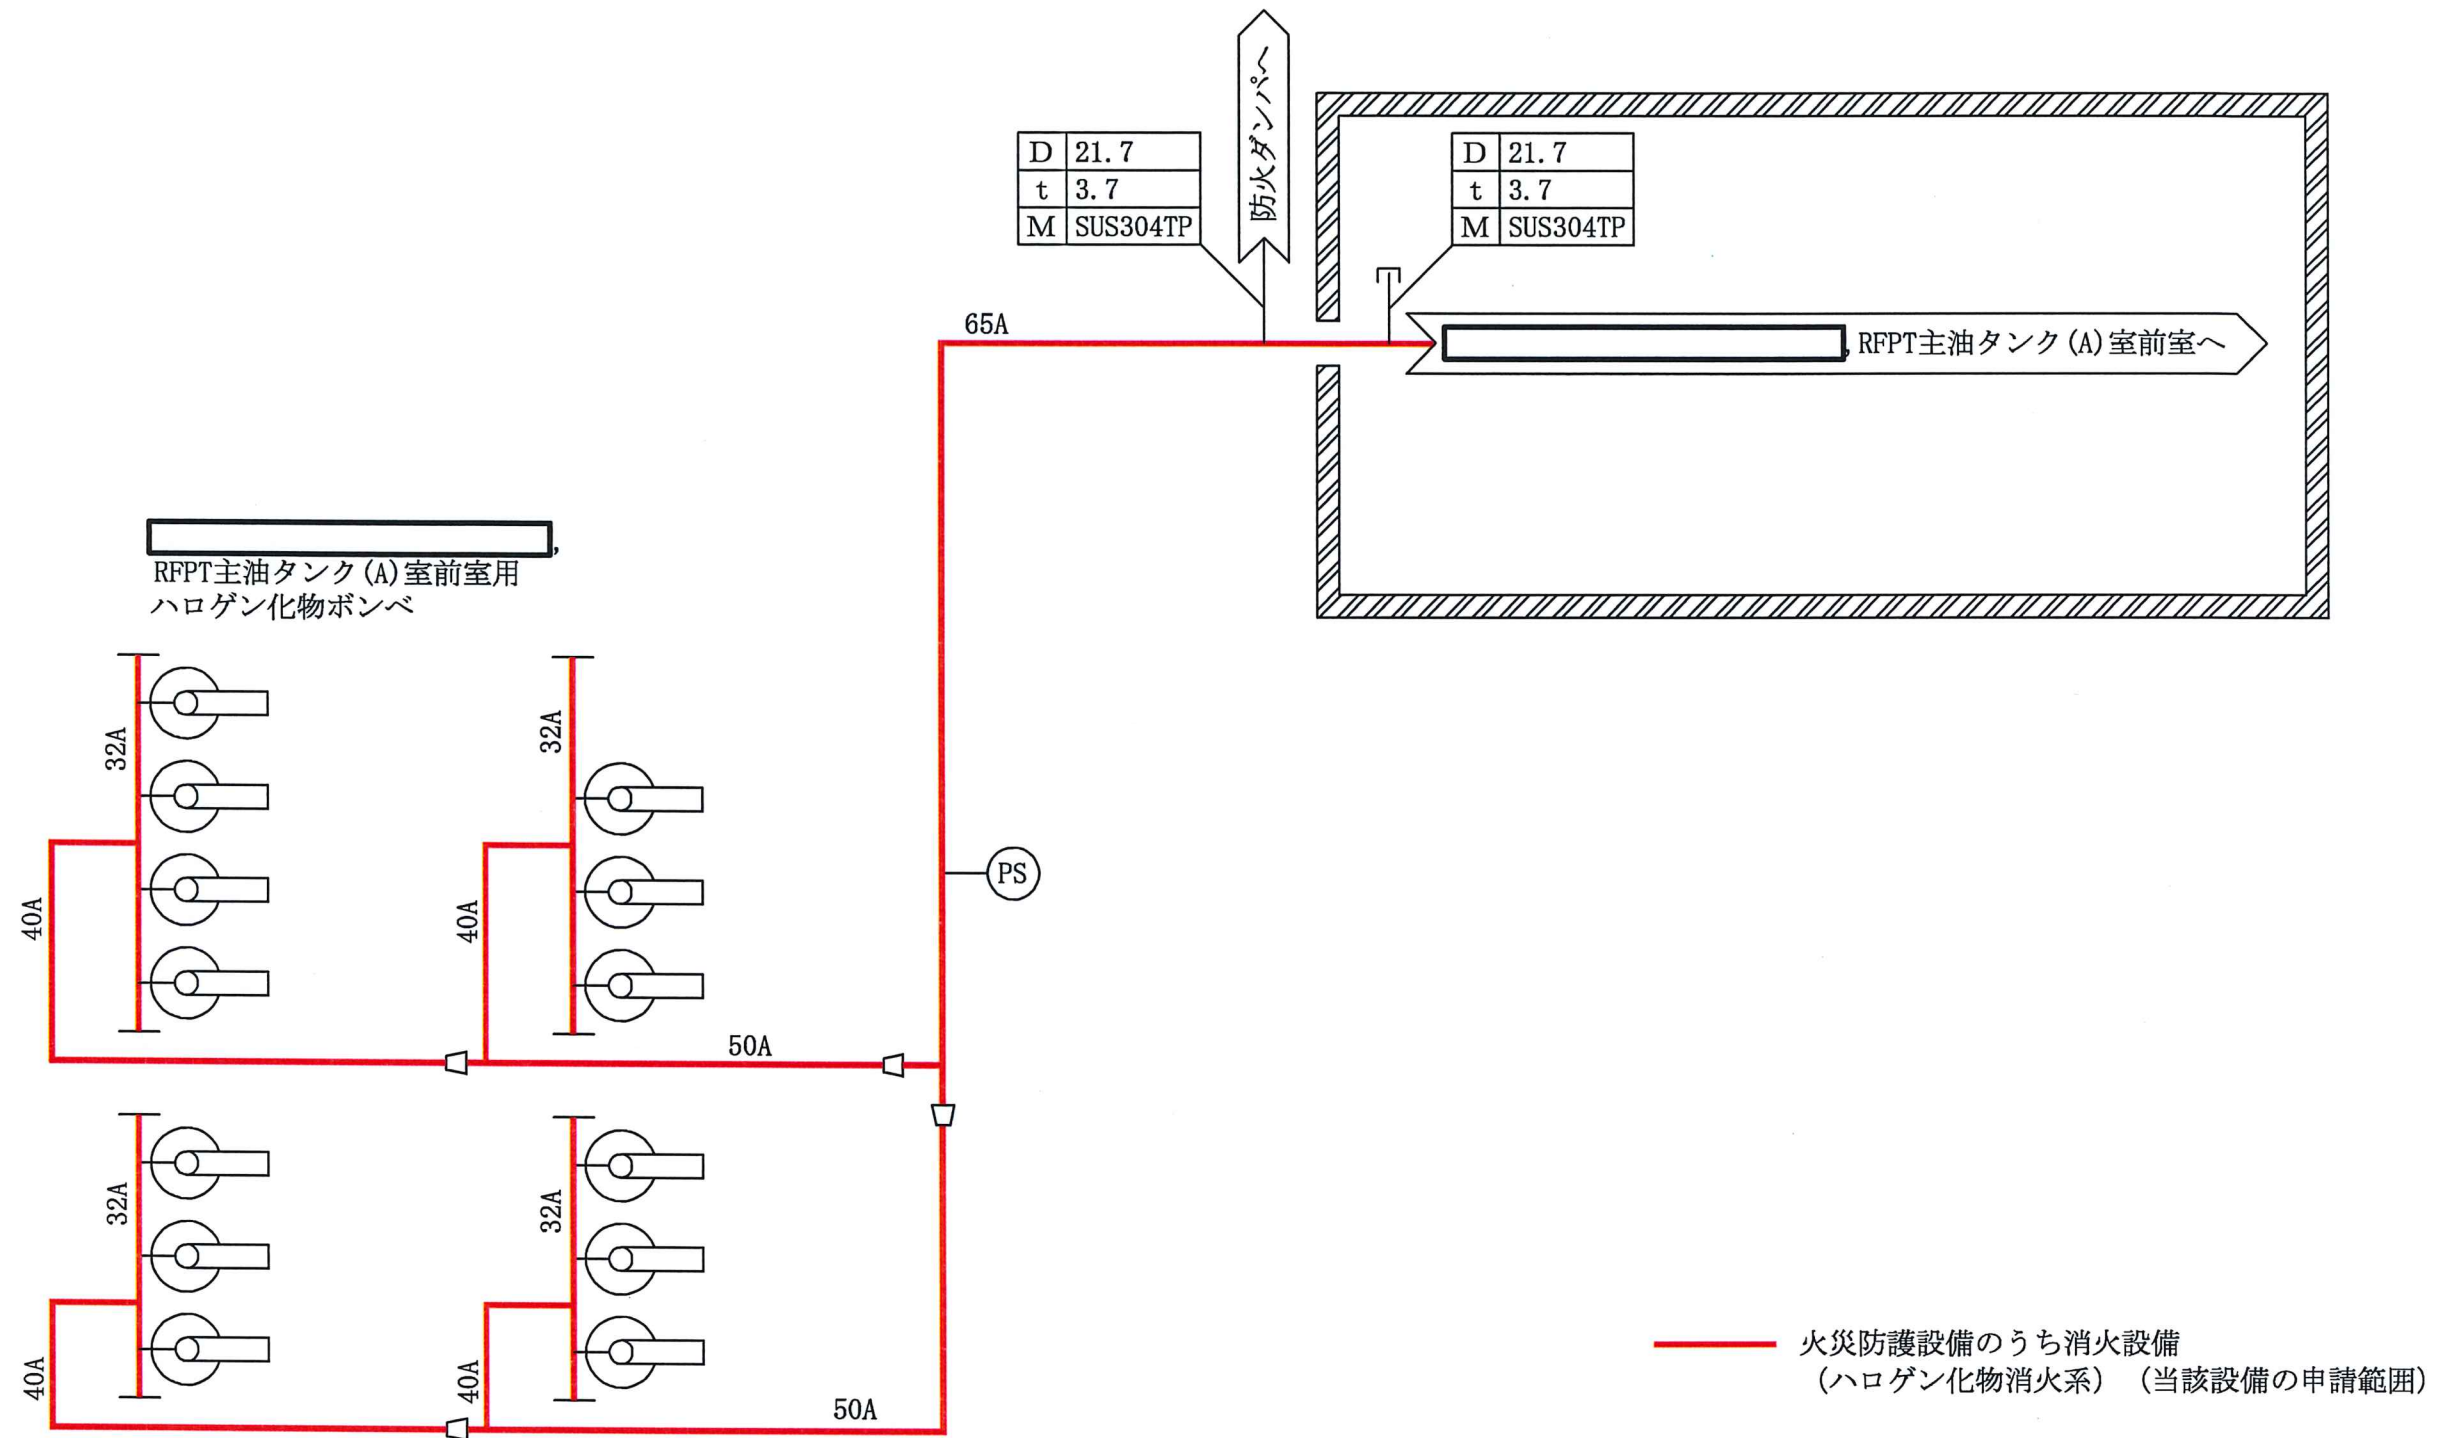 防火ダンパへ
D 21.7
t 3.7
M SUS304TP
D 21.7
t 3.7
M SUS304TP
65A
, RFPT主油タンク(A)室前室へ
,
RFPT主油タンク(A)室前室用
ハロゲン化物ボンベ
32A
32A
40A
40A
PS
50A
32A
32A
40A
40A
50A
火災防護設備のうち消火設備
（ハロゲン化物消火系）（当該設備の申請範囲）